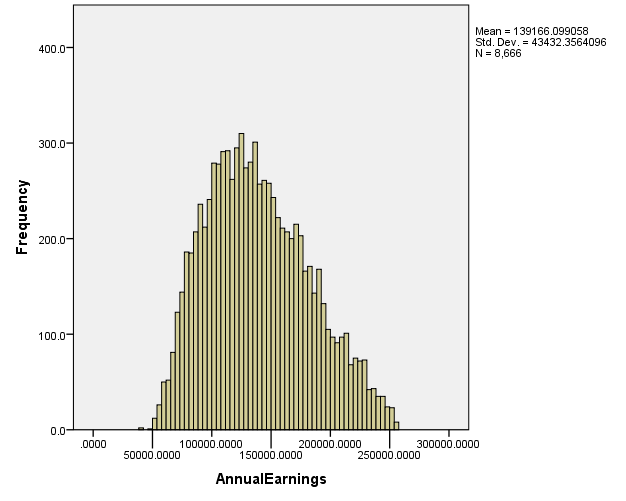 Mean = 139166.099058
Std. Dev. = 43432.3564096
N = 8,666
400.0
300.0
200.0
100.0
0.0
Frequency
.0000
50000.0000
100000.0000
150000.0000
200000.0000
250000.0000
300000.0000
AnnualEarnings